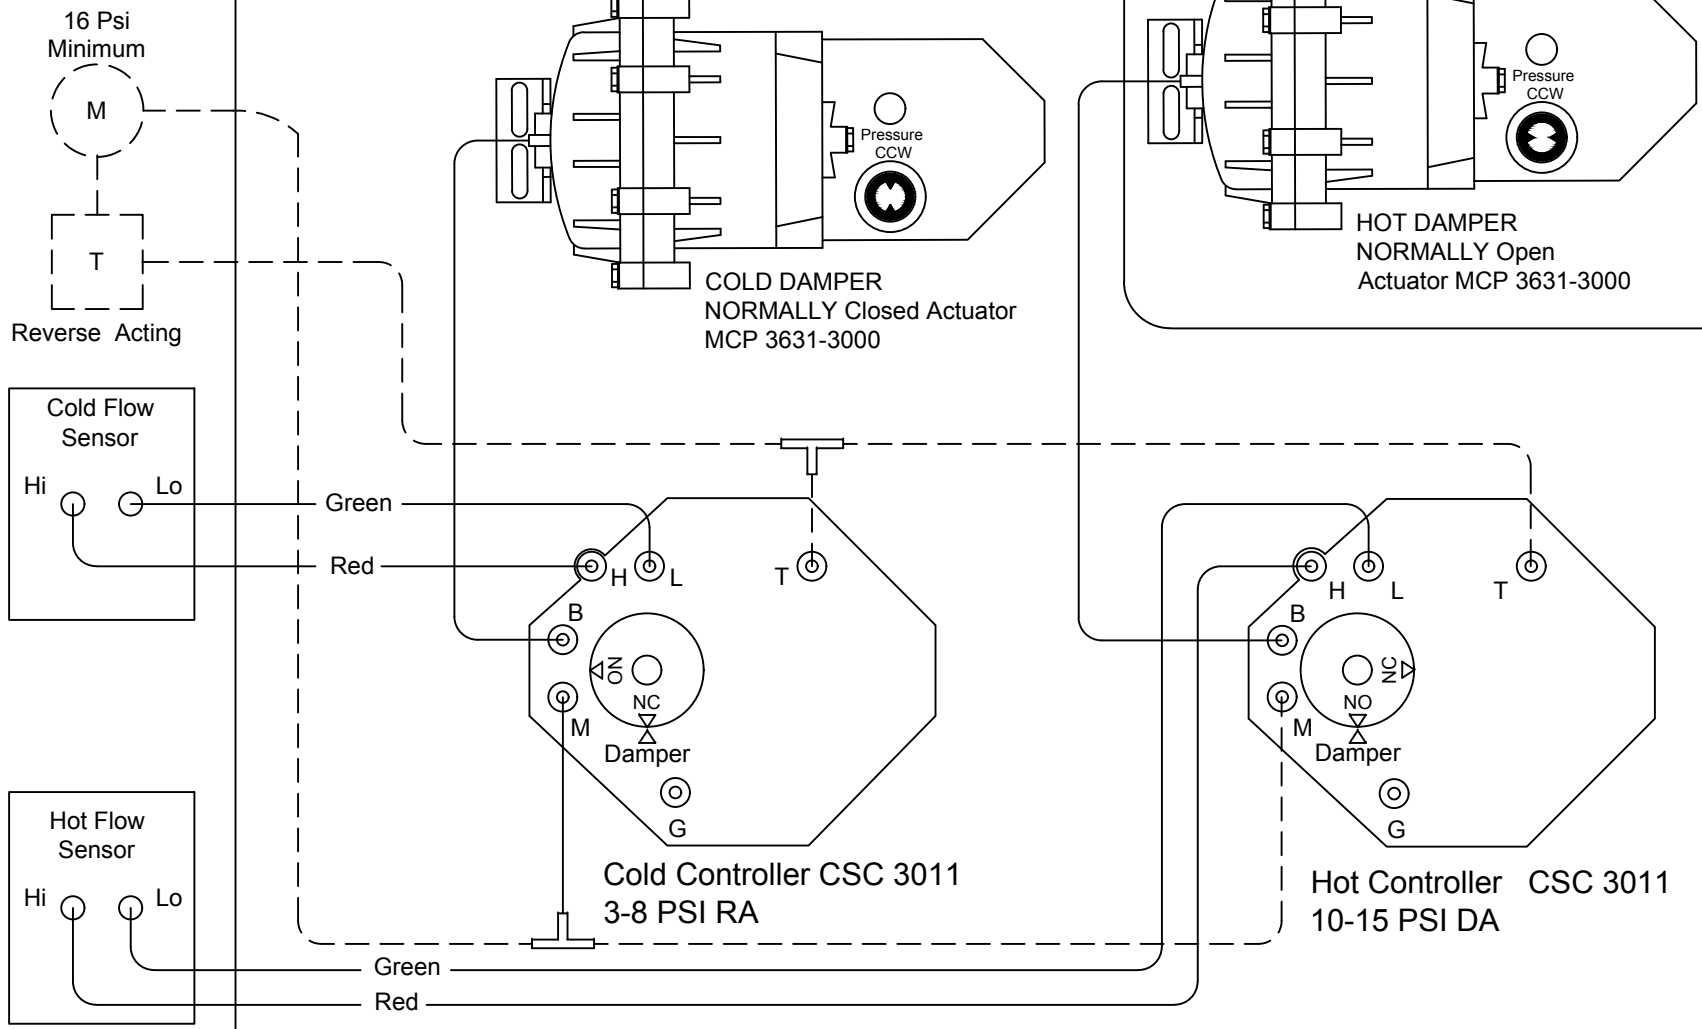 16 Psi
Minimum
M
T
Reverse Acting
Pressure
CCW
COLD DAMPER
NORMALLY Closed Actuator
MCP 3631-3000
Pressure
CCW
HOT DAMPER
NORMALLY Open
Actuator MCP 3631-3000
Cold Flow
Sensor
Hi
Lo
Green
Red
H
L
T
B
NO
NC
M
Damper
G
Cold Controller CSC 3011
3-8 PSI RA
H
L
T
B
NC
NO
M
Damper
G
Hot Controller CSC 3011
10-15 PSI DA
Hot Flow
Sensor
Hi
Lo
Green
Red